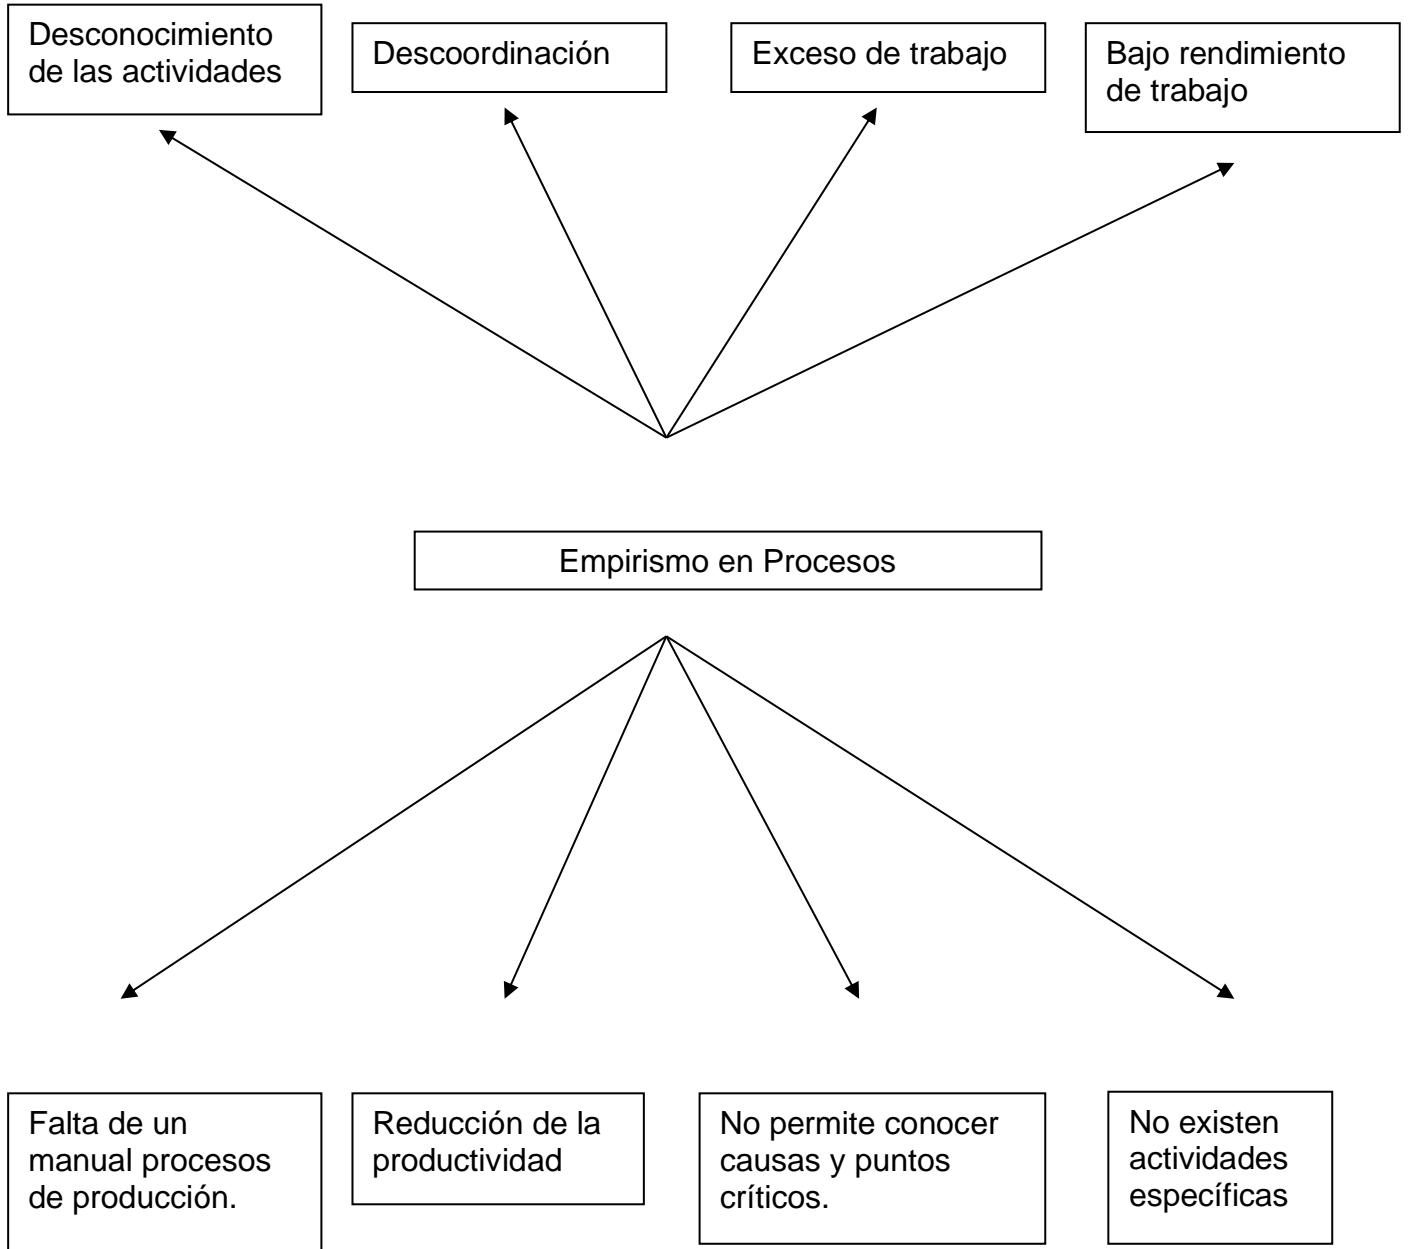 Desconocimiento
de las actividades
Descoordinación
Exceso de trabajo
Bajo rendimiento
de trabajo
Empirismo en Procesos
Falta de un
manual procesos
de producción.
Reducción de la
productividad
No permite conocer
causas y puntos
críticos.
No existen
actividades
específicas